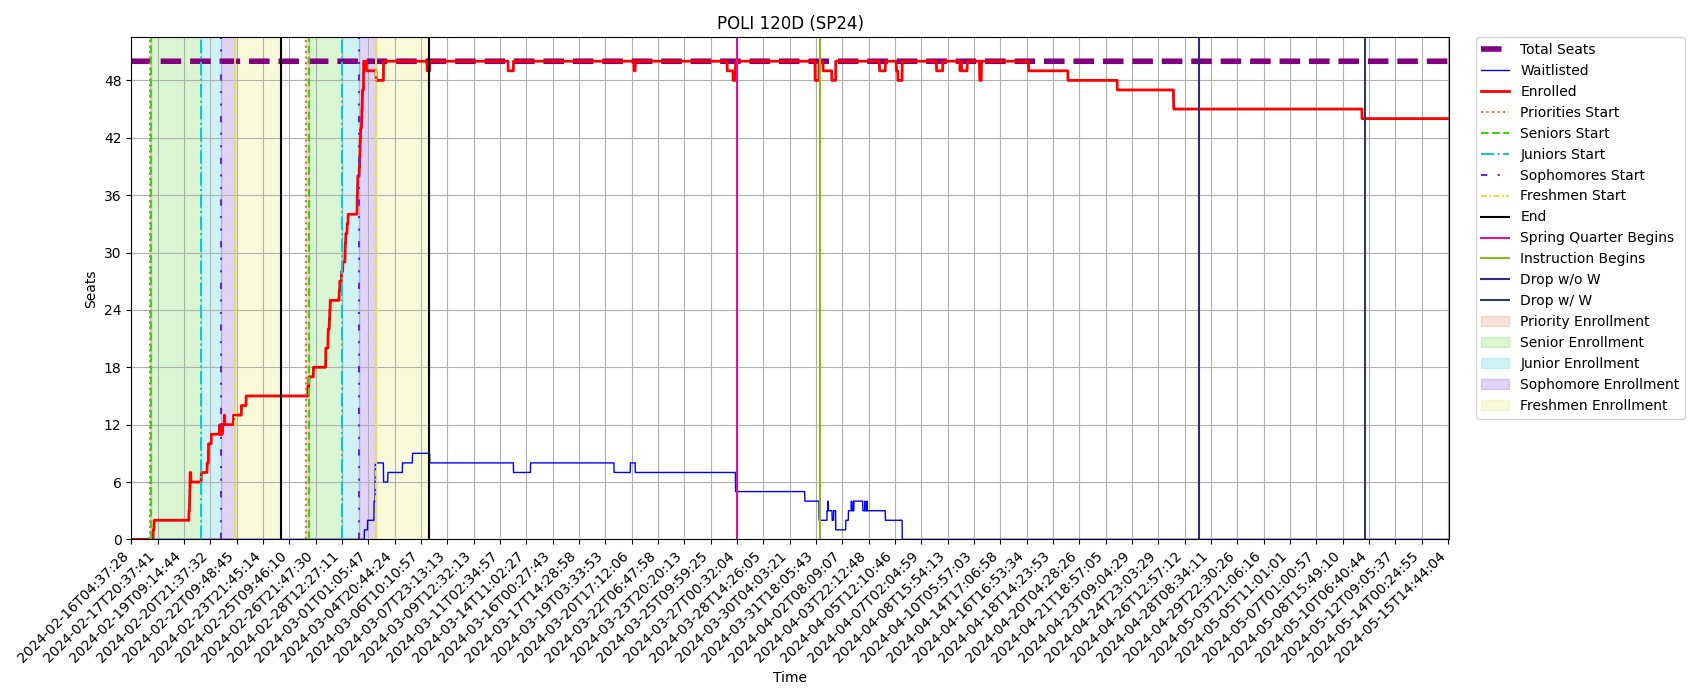 POLI 120D (SP24)
Seats
48
42
36
30
24
18
12
6
0
2024-02-16T04:37:28
2024-02-17T20:37:41
2024-02-19T09:14:44
2024-02-20T21:37:32
2024-02-22T09:48:45
2024-02-23T21:45:14
2024-02-25T09:46:10
2024-02-26T21:47:30
2024-02-28T12:27:11
2024-03-01T01:05:47
2024-03-04T20:44:24
2024-03-06T10:10:57
2024-03-07T23:13:13
2024-03-09T12:32:13
2024-03-11T02:34:57
2024-03-14T11:02:27
2024-03-16T00:27:43
2024-03-17T14:28:58
2024-03-19T03:33:53
2024-03-20T17:12:06
2024-03-22T06:47:58
2024-03-23T20:20:13
2024-03-25T09:59:25
2024-03-27T00:32:04
2024-03-28T14:26:05
2024-03-30T04:03:21
2024-03-31T18:05:43
2024-04-02T08:09:07
2024-04-03T22:12:48
2024-04-05T12:10:46
2024-04-07T02:04:59
2024-04-08T15:54:13
2024-04-10T05:57:03
2024-04-14T17:06:58
2024-04-16T16:53:34
2024-04-18T14:23:53
2024-04-20T04:28:26
2024-04-21T18:57:05
2024-04-23T09:04:29
2024-04-24T23:03:29
2024-04-26T12:57:12
2024-04-28T08:34:11
2024-04-29T22:30:26
2024-05-03T21:06:16
2024-05-05T11:01:01
2024-05-07T01:00:57
2024-05-08T15:49:10
2024-05-10T06:40:44
2024-05-12T09:05:37
2024-05-14T00:24:55
2024-05-15T14:44:04
Time
Total Seats
Waitlisted
Enrolled
Priorities Start
Seniors Start
Juniors Start
Sophomores Start
Freshmen Start
End
Spring Quarter Begins
Instruction Begins
Drop w/o W
Drop w/ W
Priority Enrollment
Senior Enrollment
Junior Enrollment
Sophomore Enrollment
Freshmen Enrollment